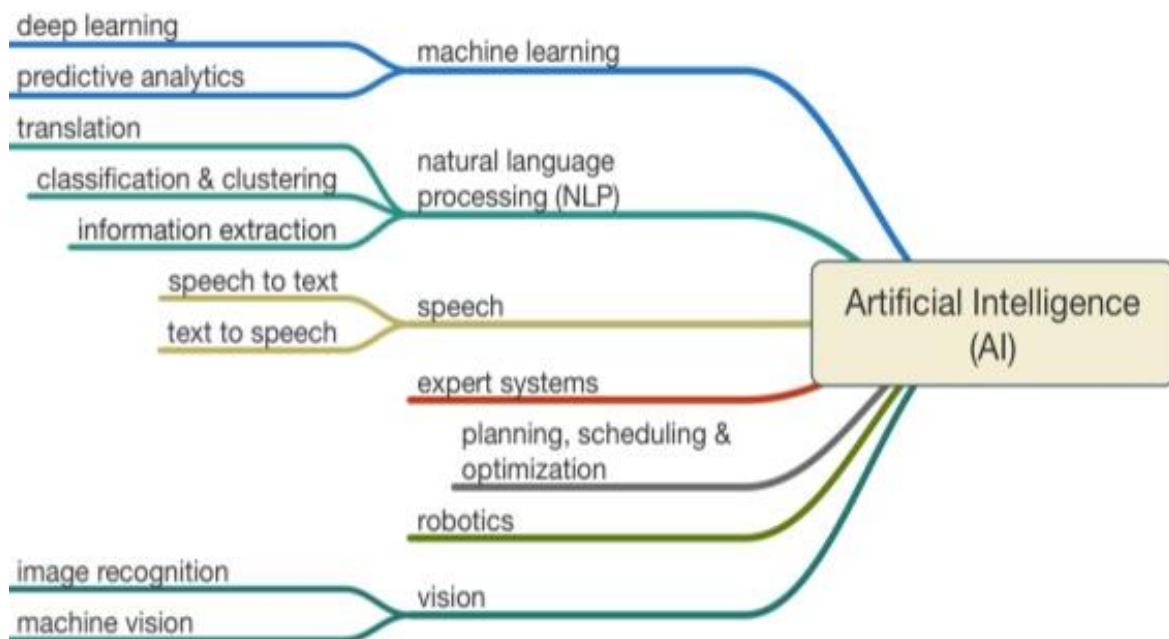 deep learning
machine learning
predictive analytics
translation
natural language
processing (NLP)
classification & clustering
information extraction
speech to text
speech
text to speech
Artificial Intelligence
(AI)
expert systems
planning, scheduling &
optimization
robotics
image recognition
vision
machine vision